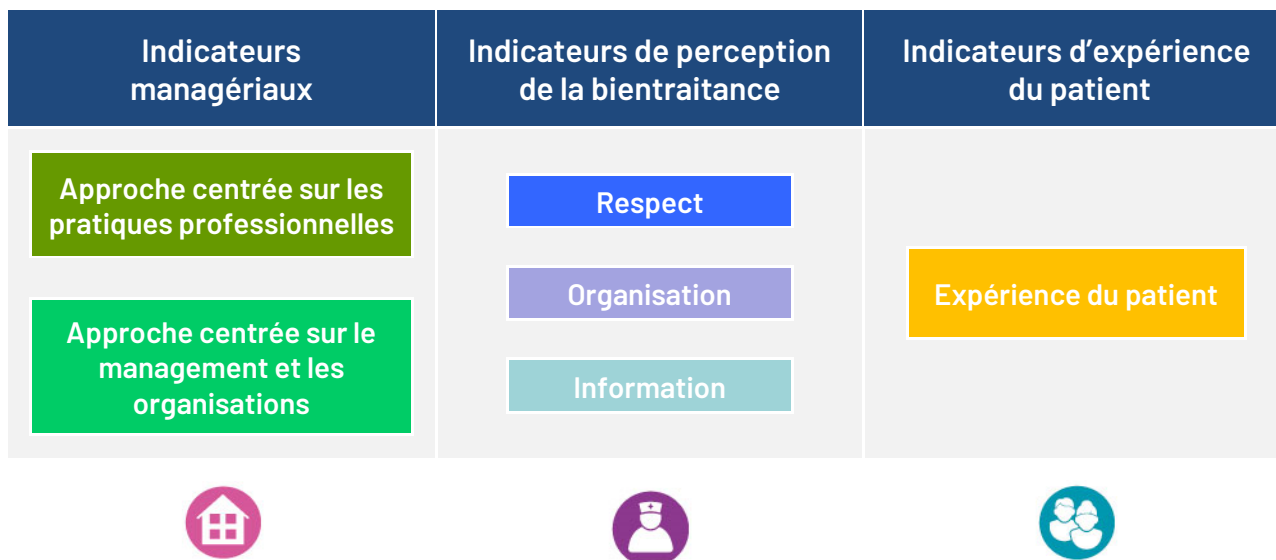 Indicateurs
managériaux
Indicateurs de perception
de la bientraitance
Indicateurs d’expérience
du patient
Approche centrée sur les
pratiques professionnelles
Approche centrée sur le
management et les
organisations
Respect
Organisation
Information
Expérience du patient